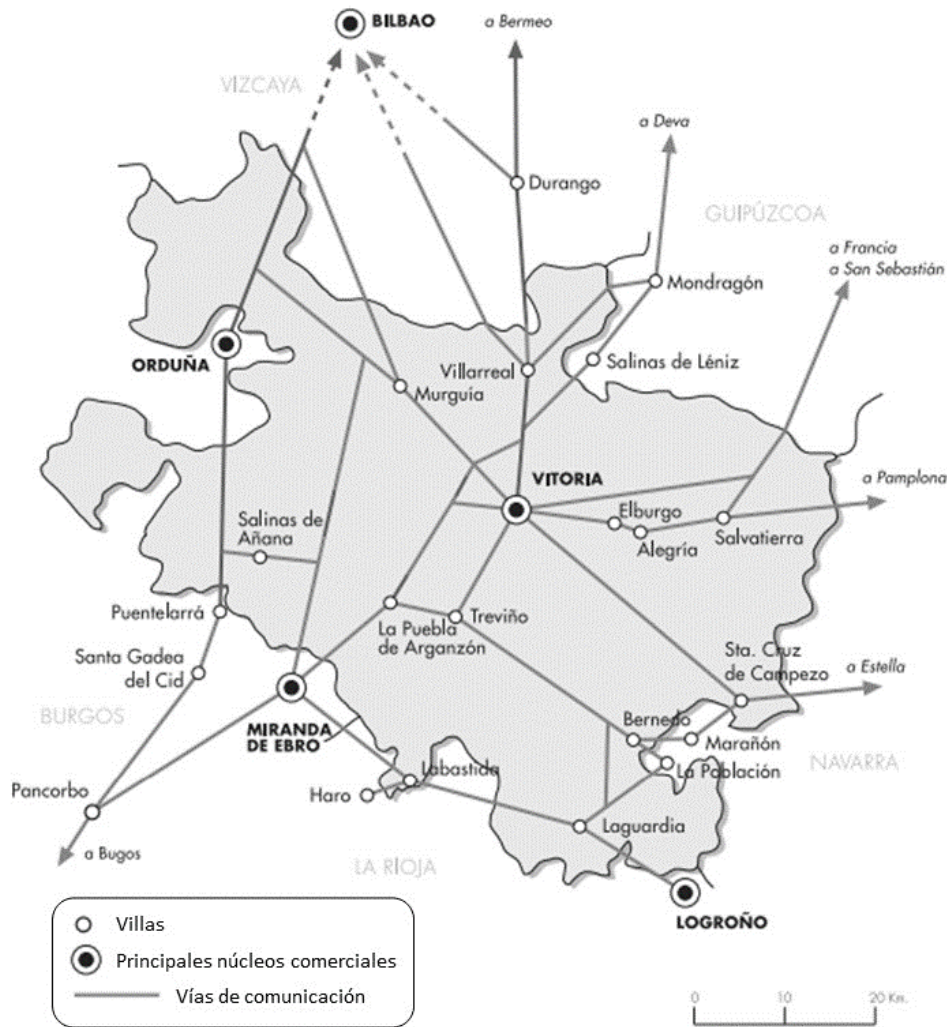 BILBAO
a Bermeo
VIZCAYA
a Deva
Durango
GUIPÚZCOA
a Francia
a San Sebastián
Mondragón
ORDUÑA
Villarreal
Salinas de Léniz
Murguía
VITORIA
a Pamplona
Salinas de
Añana
Elburgo
Alegría
Salvatierra
Puentelarrá
La Puebla
de Arganzón
Treviño
Santa Gadea
del Cid
Sta. Cruz
de Campezo
a Estella
BURGOS
MIRANDA
DE EBRO
Bernedo
Marañón
La Población
NAVARRA
Pancorbo
Haro
Labastida
Laguardia
a Bugos
LA RIOJA
LOGROÑO
Villas
Principales núcleos comerciales
Vías de comunicación
0 10 20 Km.